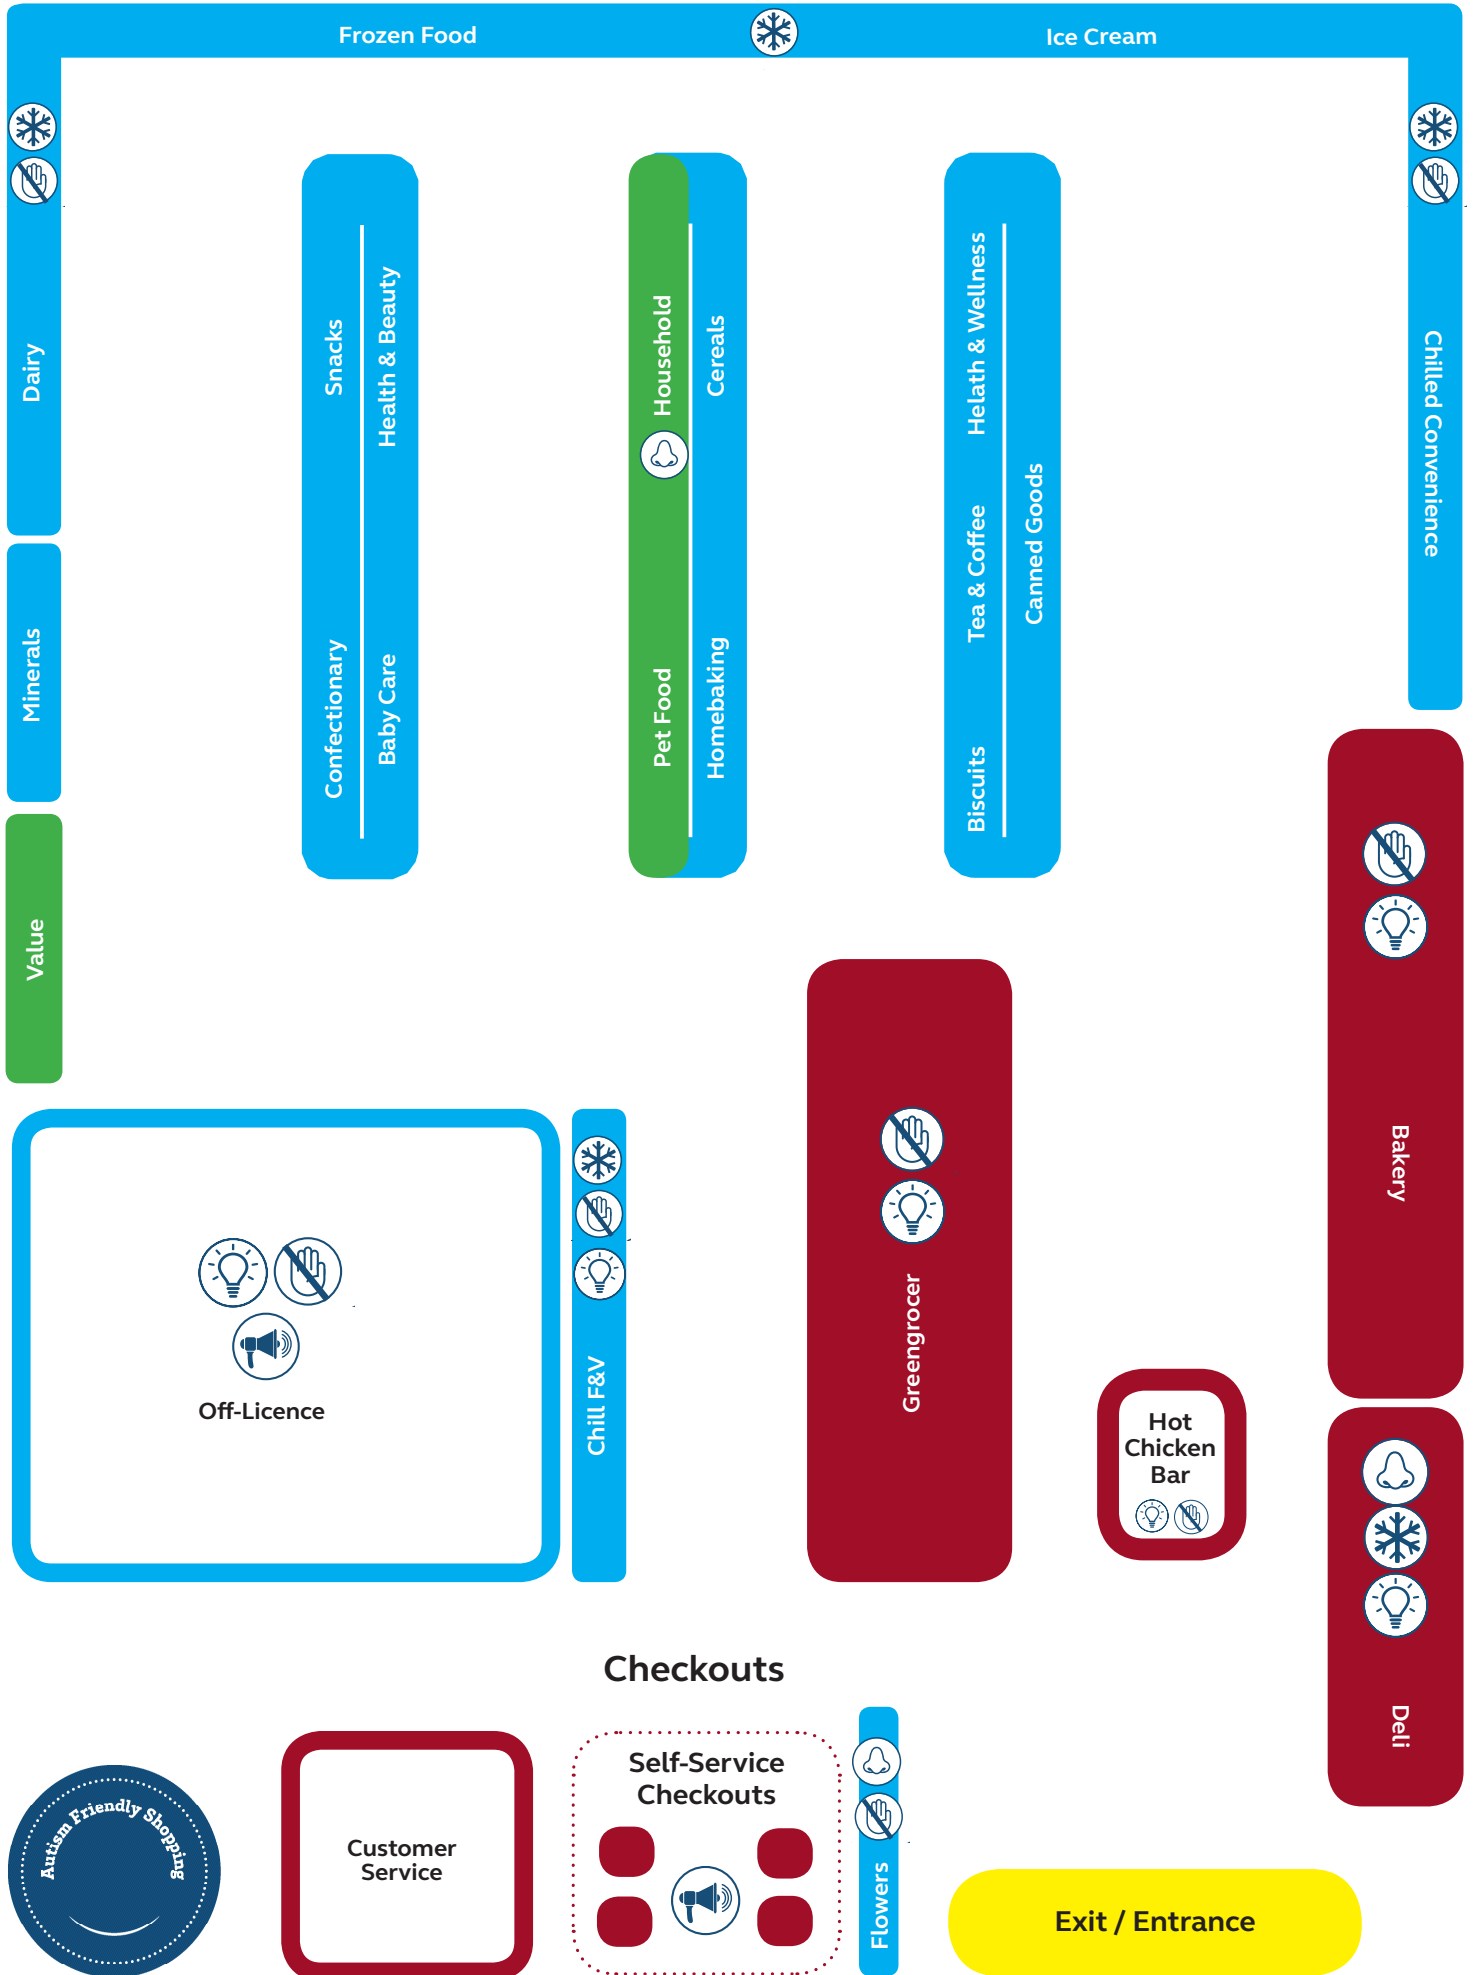 Frozen Food
Ice Cream
Dairy
Minerals
Value
Snacks
Confectionary
Health & Beauty
Baby Care
Household
Pet Food
Cereals
Homebaking
Helath & Wellness
Tea & Coffee
Biscuits
Canned Goods
Chilled Convenience
Bakery
Greengrocer
Off-Licence
Chill F&V
Hot
Chicken
Bar
Deli
Checkouts
Self-Service
Checkouts
Customer
Service
Flowers
Exit / Entrance
Autism Friendly Shopping